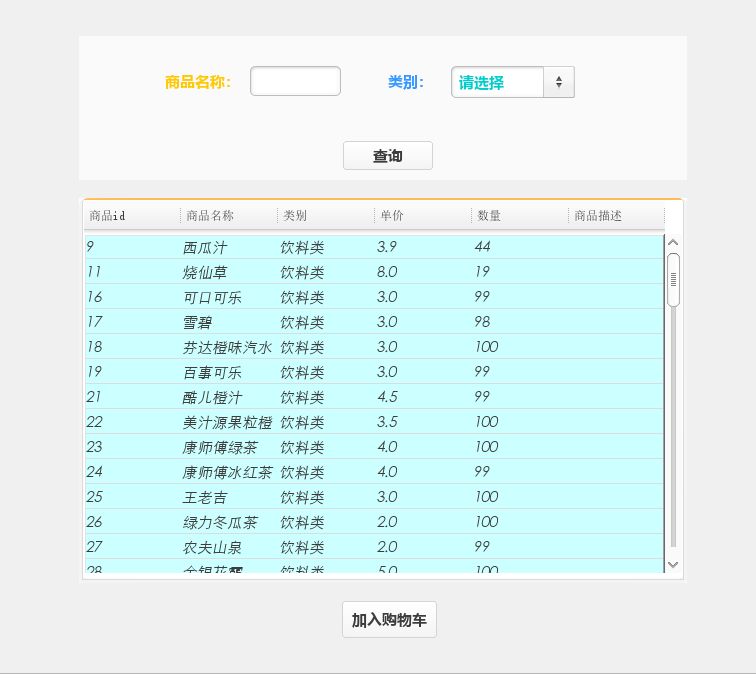 商品名称： 类别： 请选择
查询
商品id 商品名称 类别 单价 数量 商品描述
9 西瓜汁 饮料类 3.9 44
11 烧仙草 饮料类 8.0 19
16 可口可乐 饮料类 3.0 99
17 雪碧 饮料类 3.0 98
18 芬达橙味汽水 饮料类 3.0 100
19 百事可乐 饮料类 3.0 99
21 酷儿橙汁 饮料类 4.5 99
22 美汁源果粒橙 饮料类 3.5 100
23 康师傅绿茶 饮料类 4.0 100
24 康师傅冰红茶 饮料类 4.0 99
25 王老吉 饮料类 3.0 100
26 绿力冬瓜茶 饮料类 2.0 100
27 农夫山泉 饮料类 2.0 99
28 金银花 饮料类 5.0 100
加入购物车